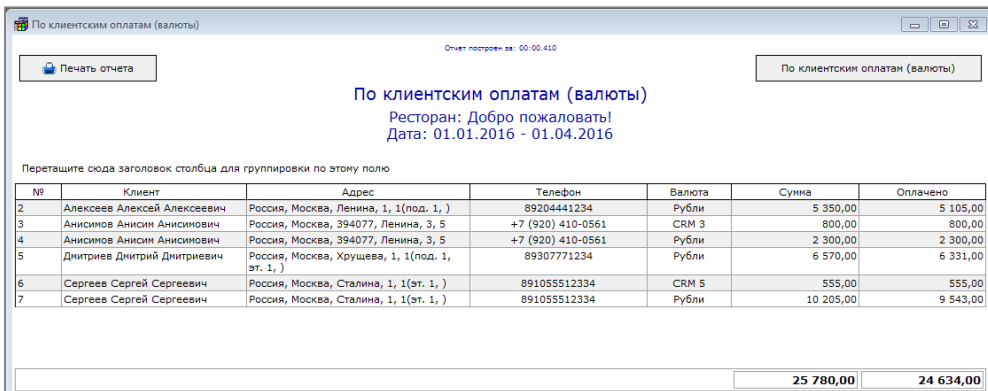 По клиентским оплатам (валюты)
Отчет построен за: 00:00.410
Печать отчета
По клиентским оплатам (валюты)
По клиентским оплатам (валюты)
Ресторан: Добро пожаловать!
Дата: 01.01.2016 - 01.04.2016
Перетащите сюда заголовок столбца для группировки по этому полю
№ Клиент Адрес Телефон Валюта Сумма Оплачено
2 Алексеев Алексей Алексеевич Россия, Москва, Ленина, 1, 1(под. 1, ) 89204441234 Рубли 5 350,00 5 105,00
3 Анисимов Анисим Анисимович Россия, Москва, 394077, Ленина, 3, 5 +7 (920) 410-0561 CRM 3 800,00 800,00
4 Анисимов Анисим Анисимович Россия, Москва, 394077, Ленина, 3, 5 +7 (920) 410-0561 Рубли 2 300,00 2 300,00
5 Дмитриев Дмитрий Дмитриевич Россия, Москва, Хрущева, 1, 1(под. 1, 89307771234 Рубли 6 570,00 6 331,00
эт. 1, )
6 Сергеев Сергей Сергеевич Россия, Москва, Сталина, 1, 1(эт. 1, ) 891055512334 CRM 5 555,00 555,00
7 Сергеев Сергей Сергеевич Россия, Москва, Сталина, 1, 1(эт. 1, ) 891055512334 Рубли 10 205,00 9 543,00
25 780,00 24 634,00